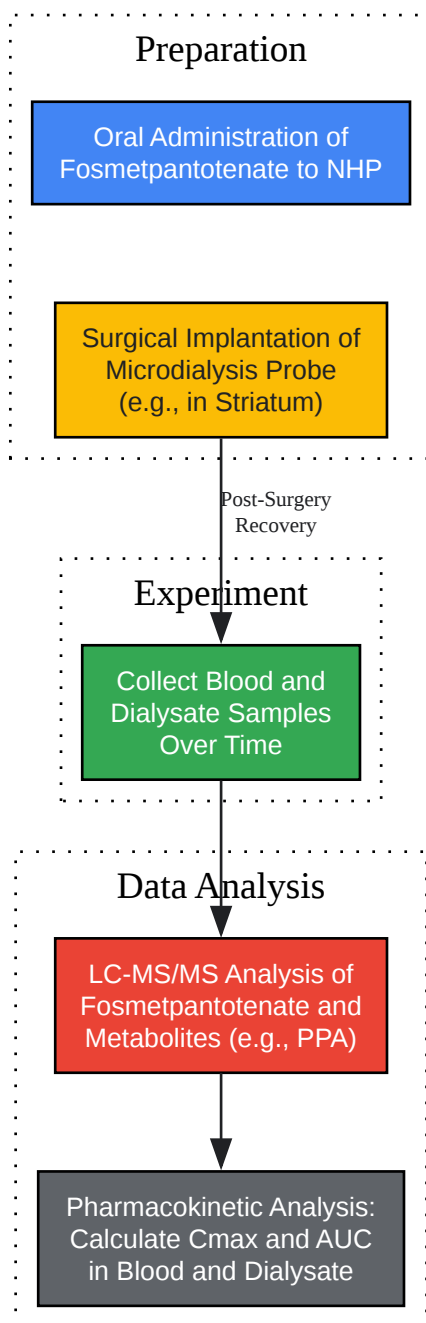 Preparation
Oral Administration of
Fosmetpantotenate to NHP
Surgical Implantation of
Microdialysis Probe
(e.g., in Striatum)
Post-Surgery
Recovery
Experiment
Collect Blood and
Dialysate Samples
Over Time
Data Analysis
LC-MS/MS Analysis of
Fosmetpantotenate and
Metabolites (e.g., PPA)
Pharmacokinetic Analysis:
Calculate Cmax and AUC
in Blood and Dialysate